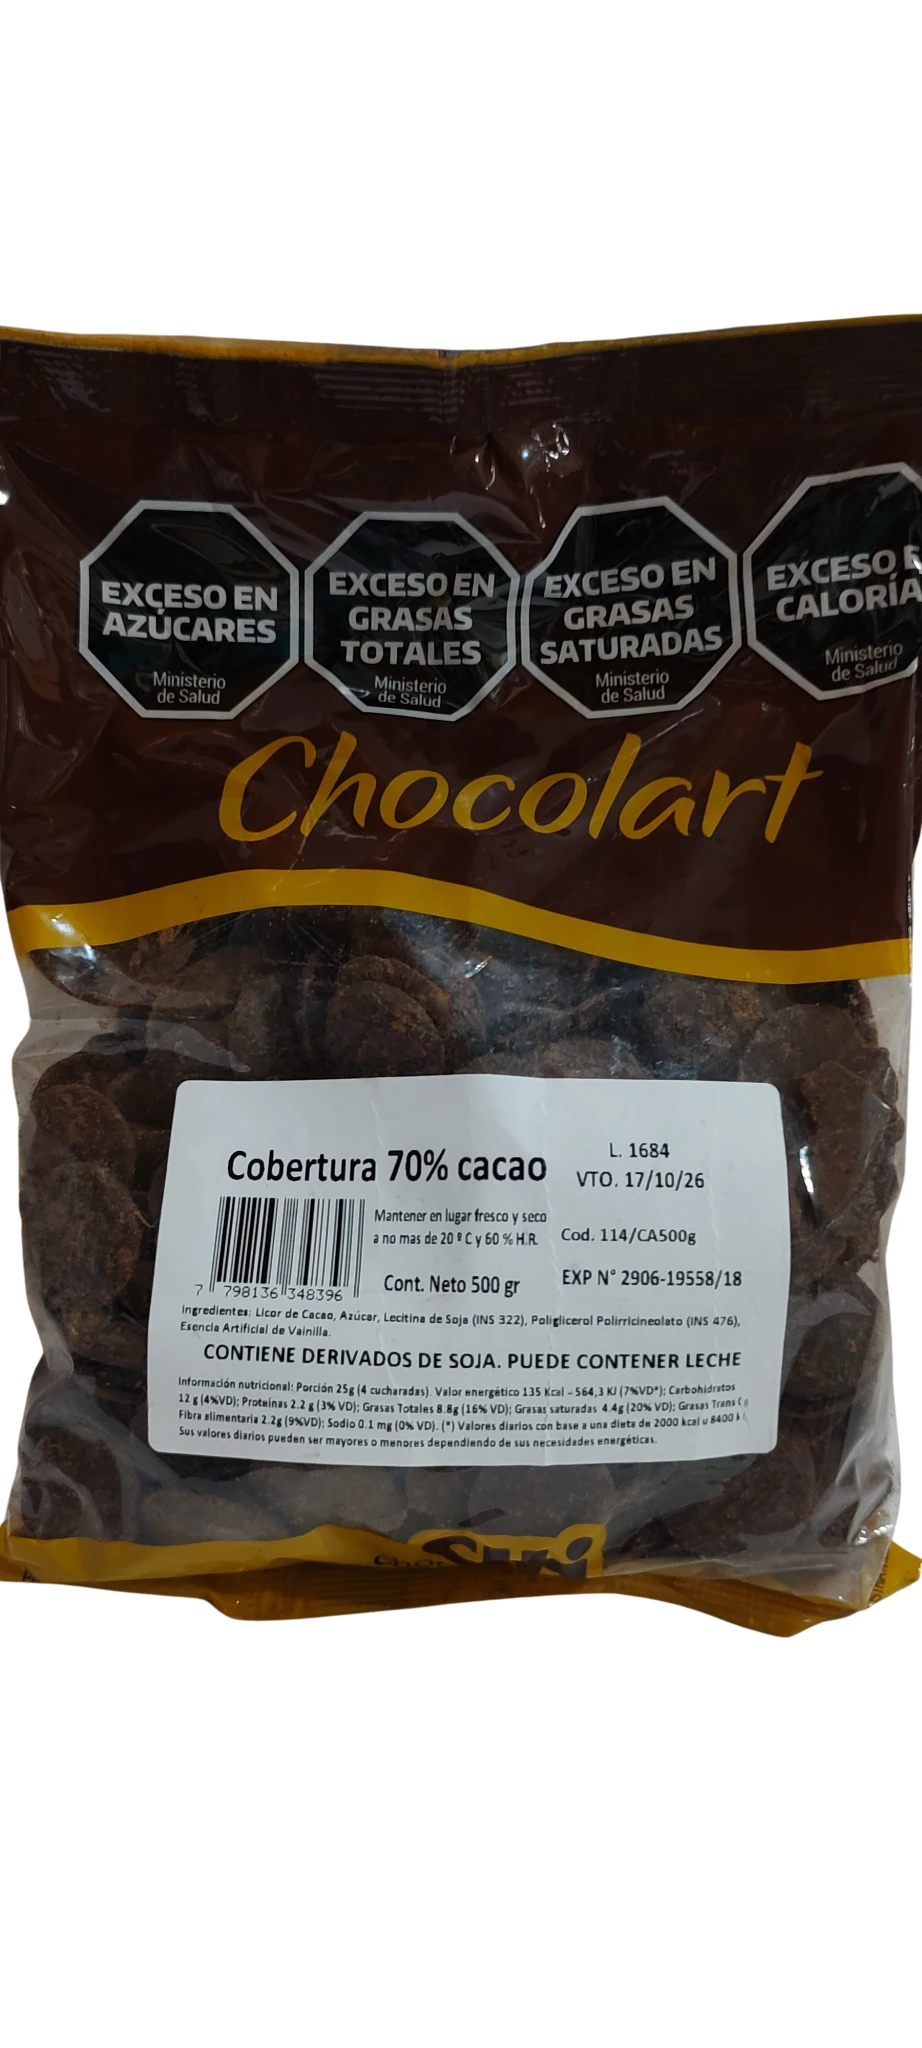 EXCESO EN
AZÚCARES
Ministerio
de Salud
EXCESO EN
GRASAS
TOTALES
Ministerio
de Salud
EXCESO EN
GRASAS
SATURADAS
Ministerio
de Salud
EXCESO E
CALORÍA
Ministerio
de Salud
Chocolart
Cobertura 70% cacao
L. 1684
VTO. 17/10/26
Mantener en lugar fresco y seco
a no mas de 20 º C y 60 % H.R.
Cod. 114/CA500g
Cont. Neto 500 gr
EXP N° 2906-19558/18
7 798136 348396
Ingredientes: Licor de Cacao, Azúcar, Lecitina de Soja (INS 322), Poliglicerol Polirricineolato (INS 476),
Esencia Artificial de Vainilla.
CONTIENE DERIVADOS DE SOJA. PUEDE CONTENER LECHE
Información nutricional: Porción 25g (4 cucharadas). Valor energético 135 Kcal – 564,3 KJ (7%VD*); Carbohidratos
12 g (4%VD); Proteínas 2.2 g (3% VD); Grasas Totales 8.8g (16% VD); Grasas saturadas 4.4g (20% VD); Grasas Trans
Fibra alimentaria 2.2g (9%VD); Sodio 0.1 mg (0% VD). (*) Valores diarios con base a una dieta de 2000 kcal u 8400
Sus valores diarios pueden ser mayores o menores dependiendo de sus necesidades energéticas.